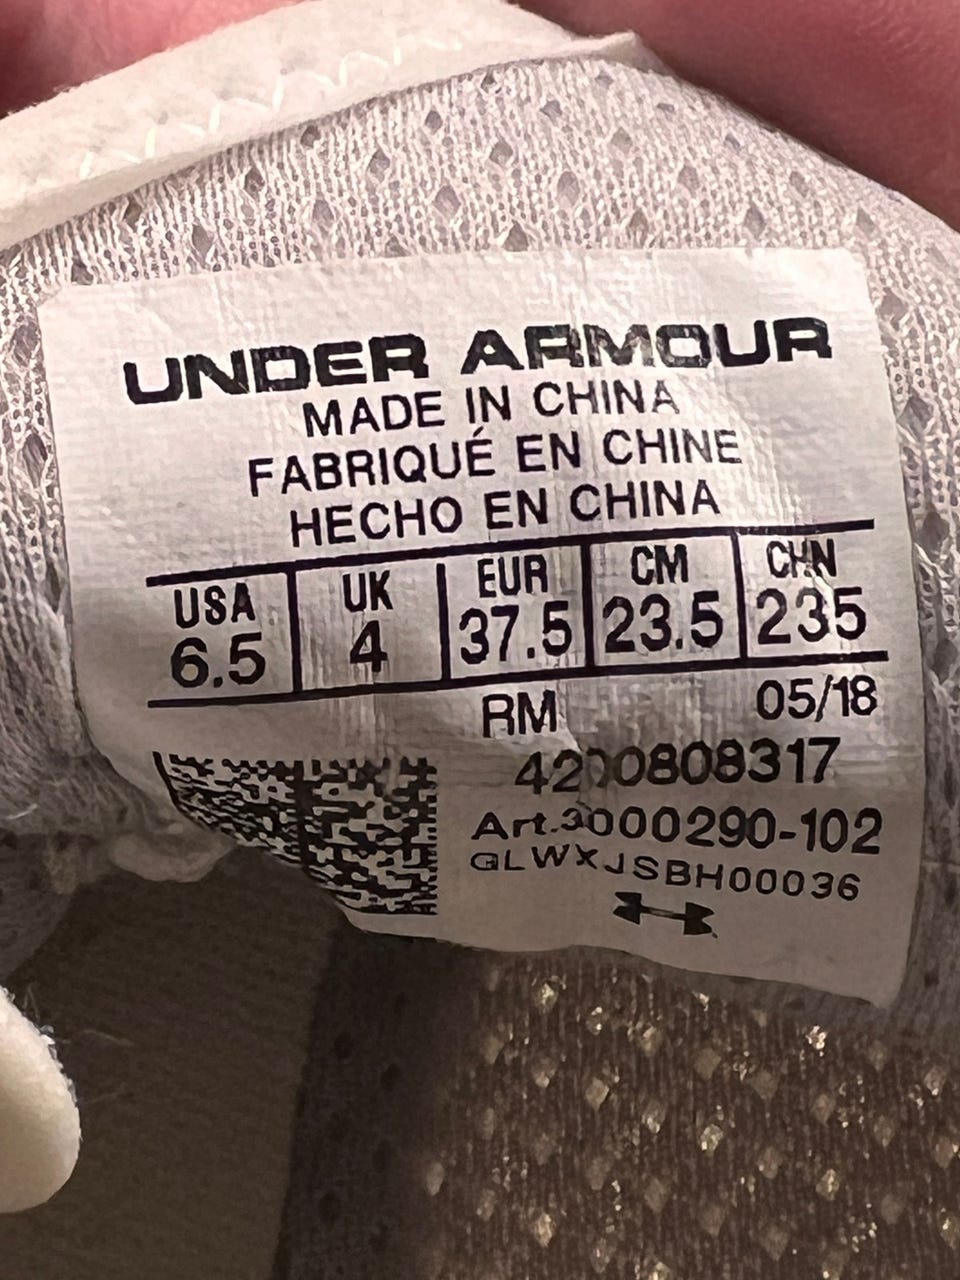 UNDER ARMOUR
MADE IN CHINA
FABRIQUÉ EN CHINE
HECHO EN CHINA
USA UK EUR CM CHN
6.5 4 37.5 23.5 235
RM 05/18
4200808317
Art.3000290-102
GLWXJSBH00036